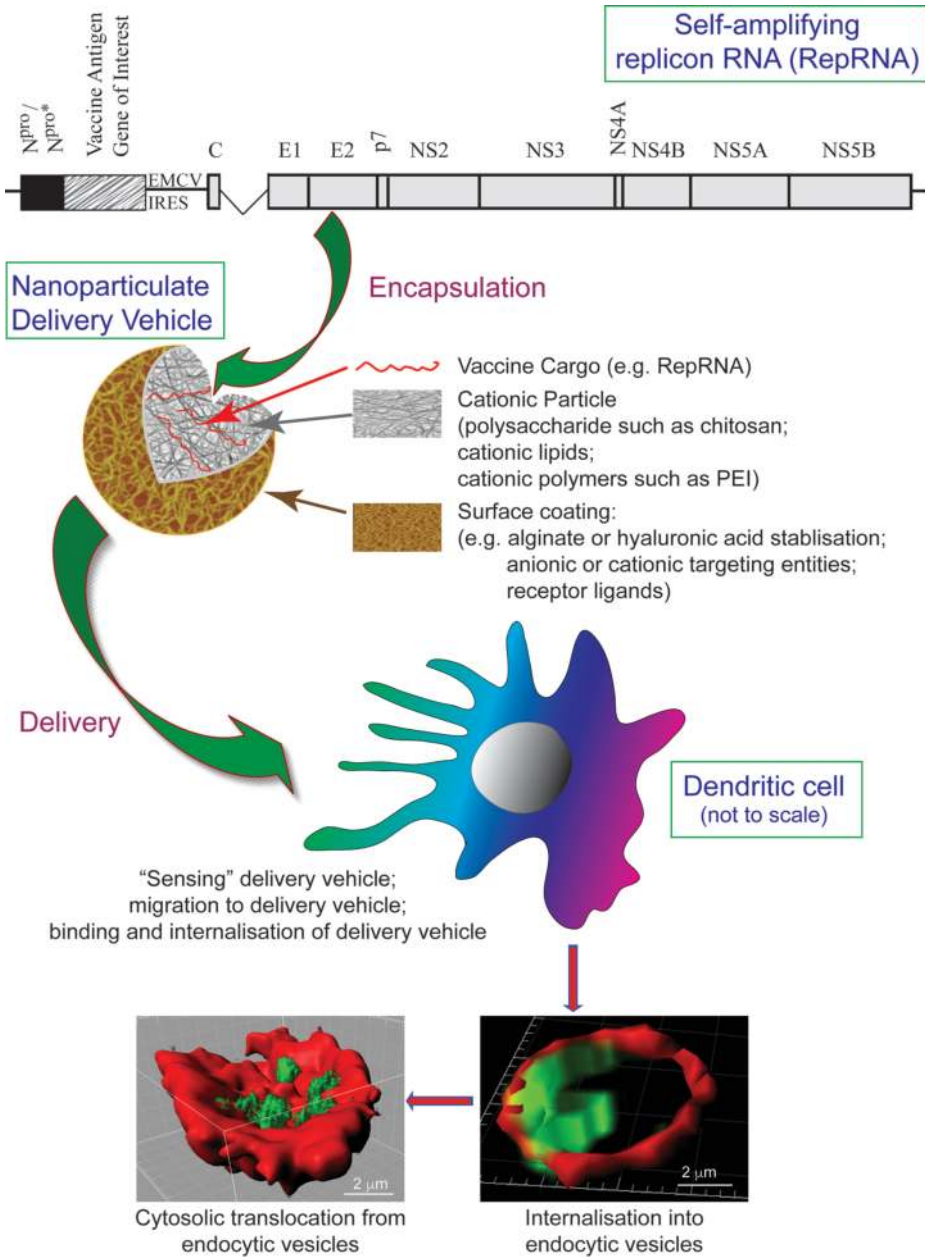 Self-amplifying
replicon RNA (RepRNA)
Npro /
Npro*
Vaccine Antigen
Gene of Interest
EMCV
IRES
C
E1
E2
p7
NS2
NS3
NS4A
NS4B
NS5A
NS5B
Nanoparticulate
Delivery Vehicle
Encapsulation
Vaccine Cargo (e.g. RepRNA)
Cationic Particle
(polysaccharide such as chitosan;
cationic lipids;
cationic polymers such as PEI)
Surface coating:
(e.g. alginate or hyaluronic acid stablisation;
anionic or cationic targeting entities;
receptor ligands)
Delivery
Dendritic cell
(not to scale)
“Sensing” delivery vehicle;
migration to delivery vehicle;
binding and internalisation of delivery vehicle
2 μm
Cytosolic translocation from
endocytic vesicles
2 μm
Internalisation into
endocytic vesicles